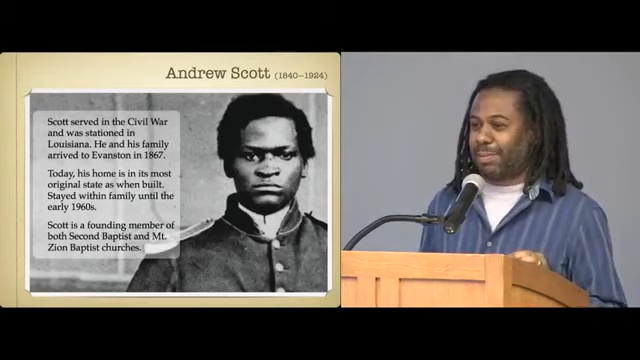 Andrew Scott (1840–1924)
Scott served in the Civil War
and was stationed in
Louisiana. He and his family
arrived to Evanston in 1867.
Today, his home is in its most
original state as when built.
Stayed within family until the
early 1960s.
Scott is a founding member of
both Second Baptist and Mt.
Zion Baptist churches.